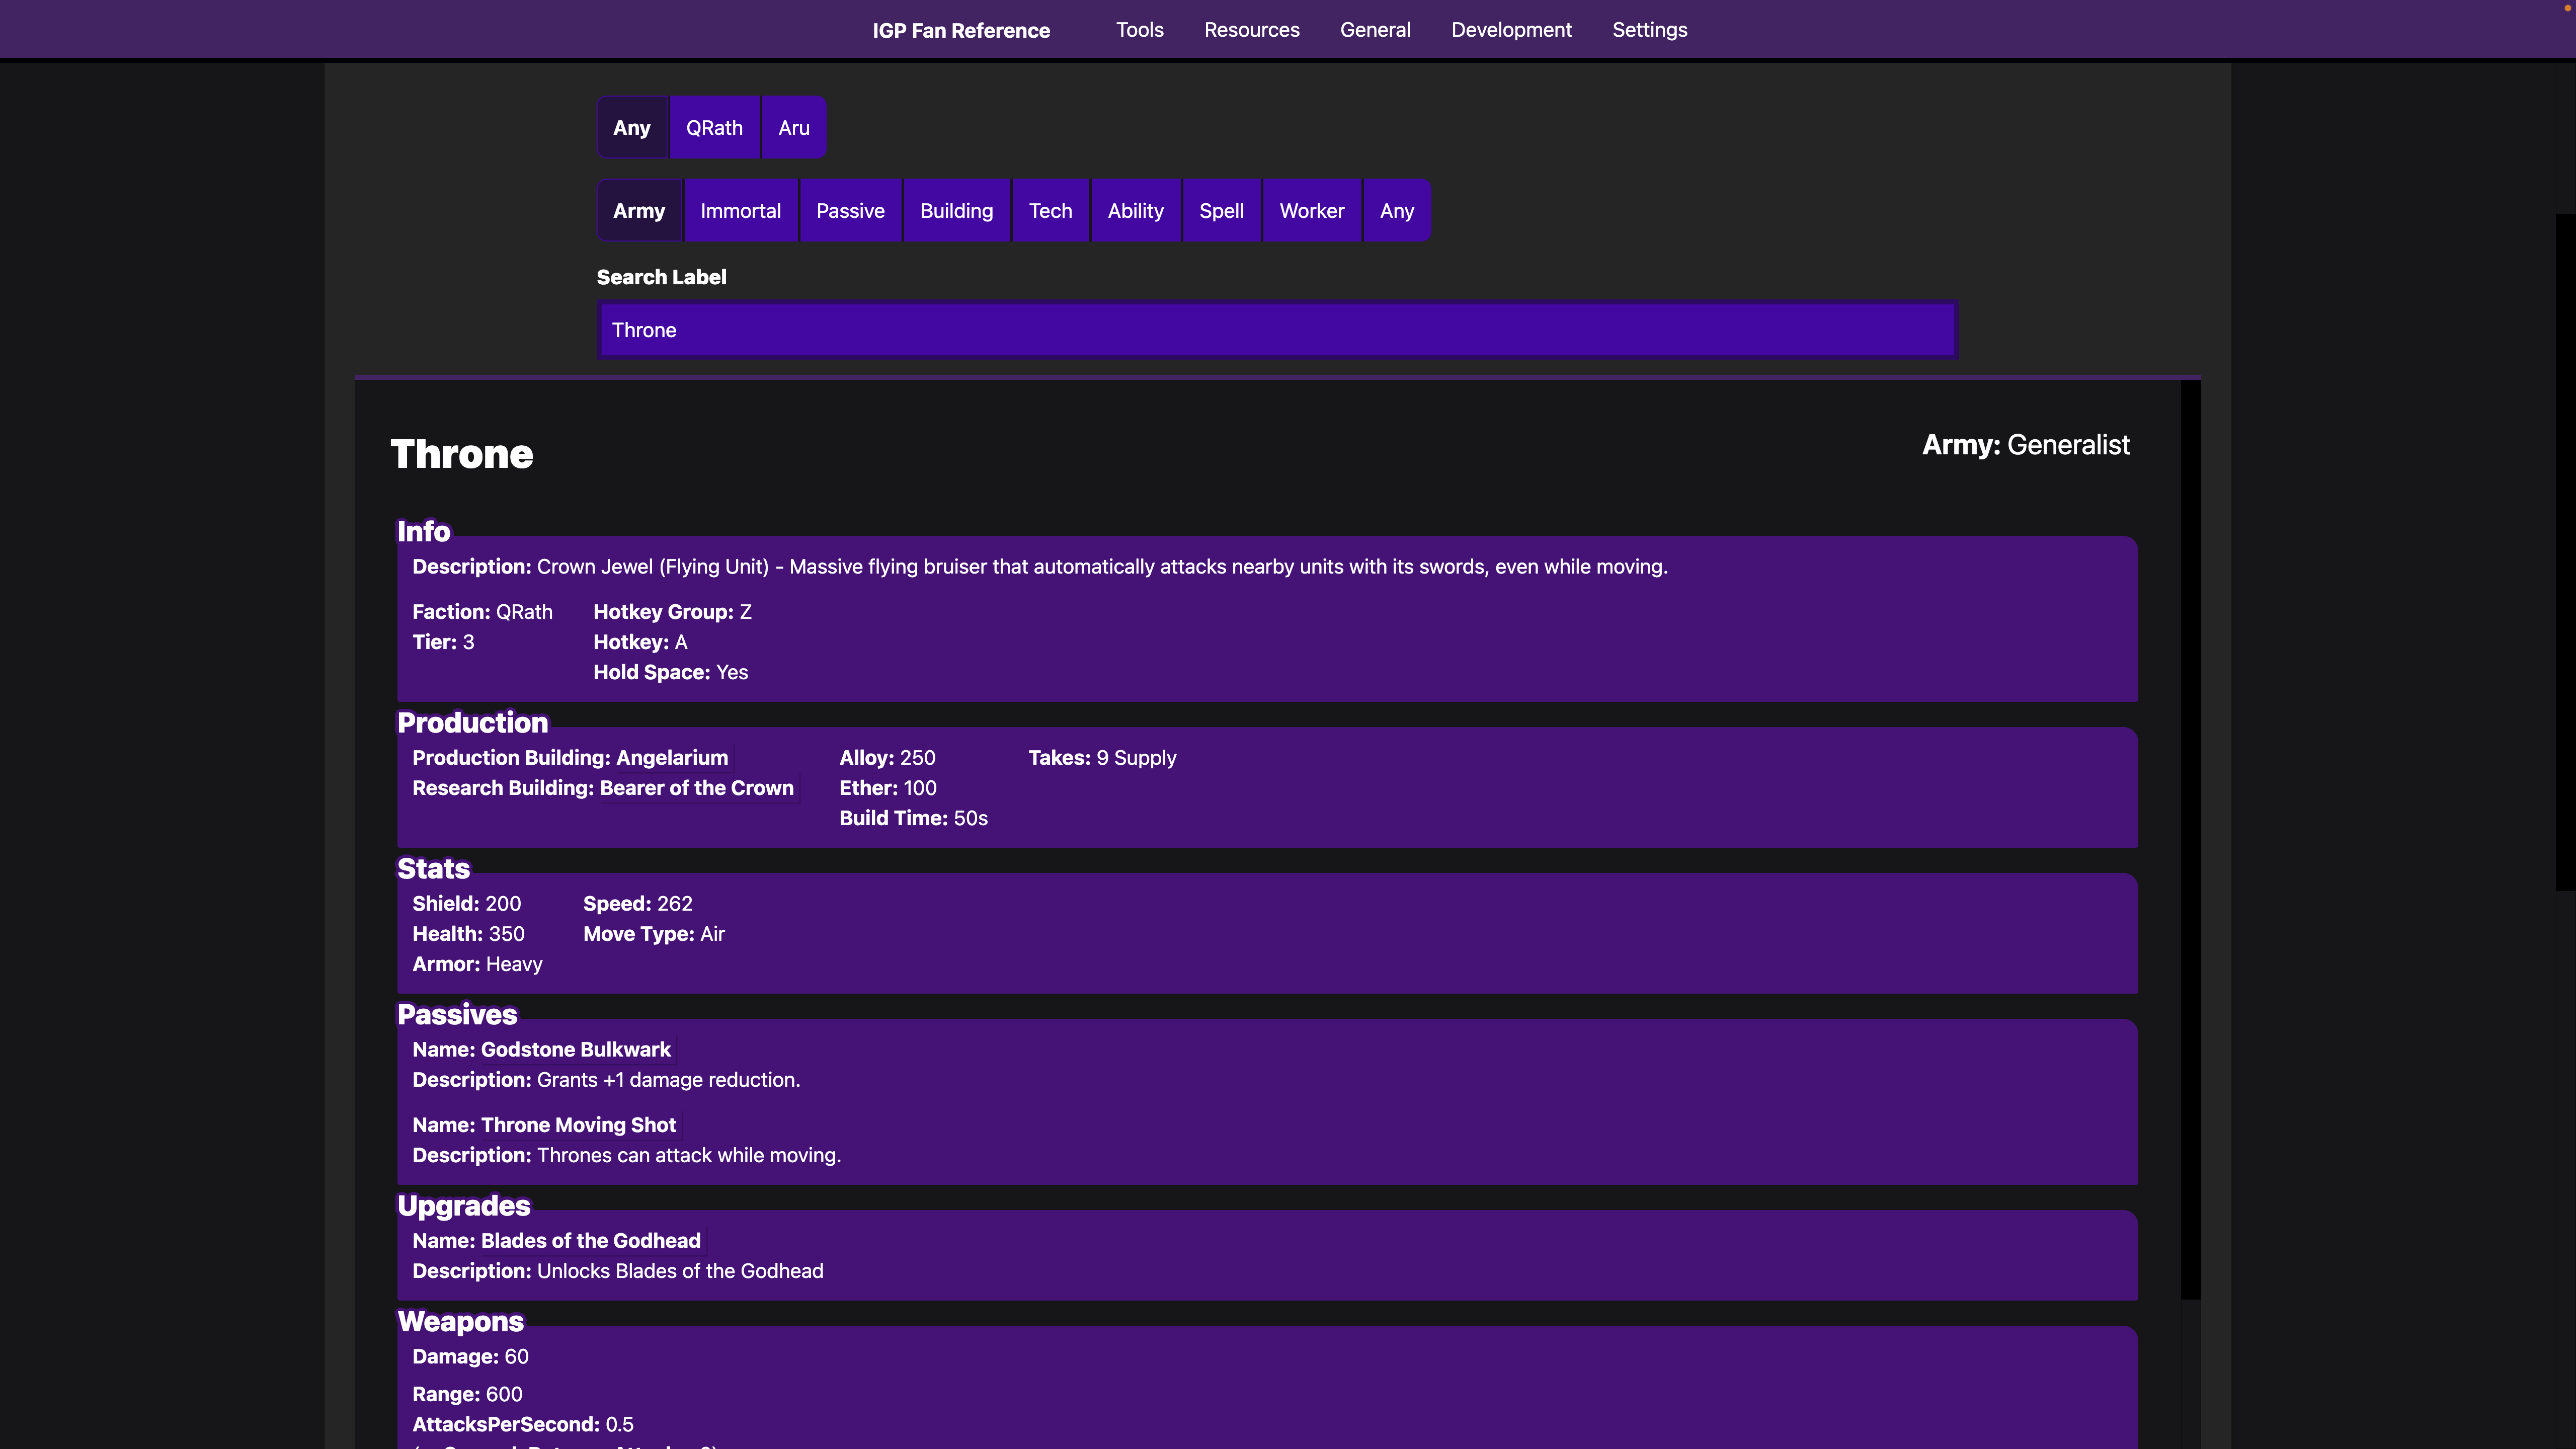 IGP Fan Reference Tools Resources General Development Settings
Any QRath Aru
Army Immortal Passive Building Tech Ability Spell Worker Any
Search Label
Throne
Throne
Army: Generalist
Info
Description: Crown Jewel (Flying Unit) - Massive flying bruiser that automatically attacks nearby units with its swords, even while moving.
Faction: QRath
Tier: 3
Hotkey Group: Z
Hotkey: A
Hold Space: Yes
Production
Production Building: Angelarium
Research Building: Bearer of the Crown
Alloy: 250
Ether: 100
Build Time: 50s
Takes: 9 Supply
Stats
Shield: 200
Health: 350
Armor: Heavy
Speed: 262
Move Type: Air
Passives
Name: Godstone Bulkwark
Description: Grants +1 damage reduction.
Name: Throne Moving Shot
Description: Thrones can attack while moving.
Upgrades
Name: Blades of the Godhead
Description: Unlocks Blades of the Godhead
Weapons
Damage: 60
Range: 600
AttacksPerSecond: 0.5